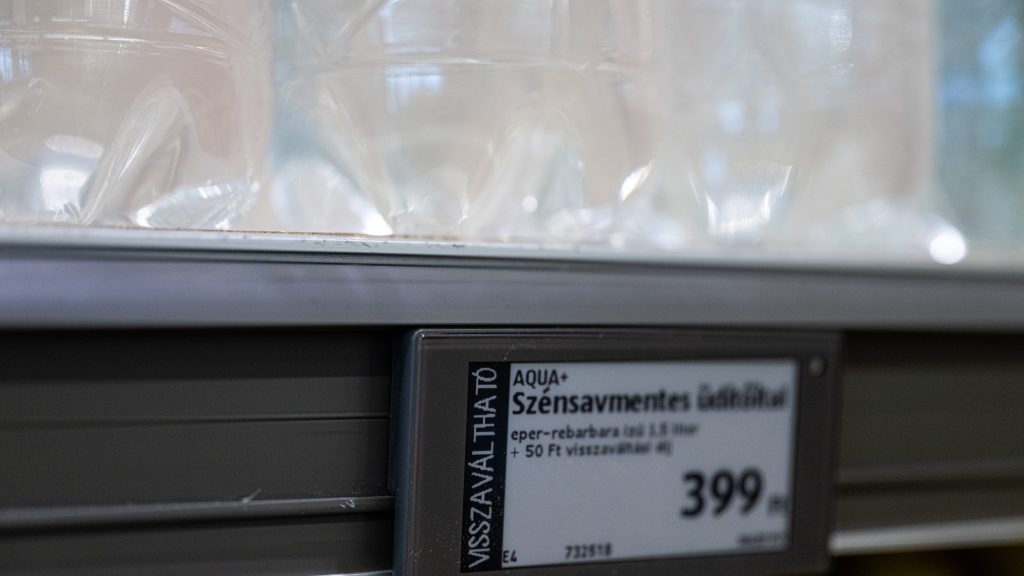 VISSZAVÁLTHATÓ
AQUA+
Szénsavmentes üdítőital
eper-rebarbara ízű 1.5 liter
+ 50 Ft visszaváltási díj
399
E4
732518